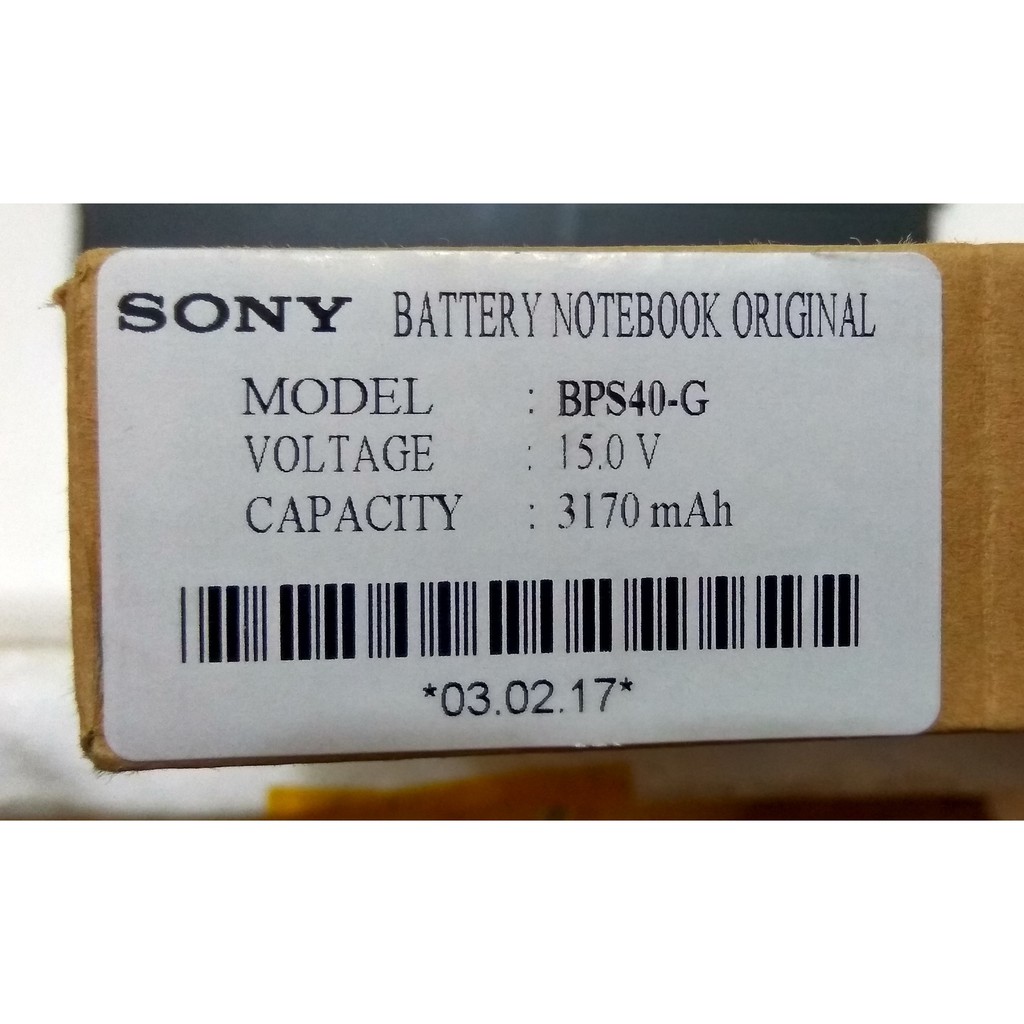 SONY BATTERY NOTEBOOK ORIGINAL
MODEL : BPS40-G
VOLTAGE : 15.0 V
CAPACITY : 3170 mAh
*03.02.17*